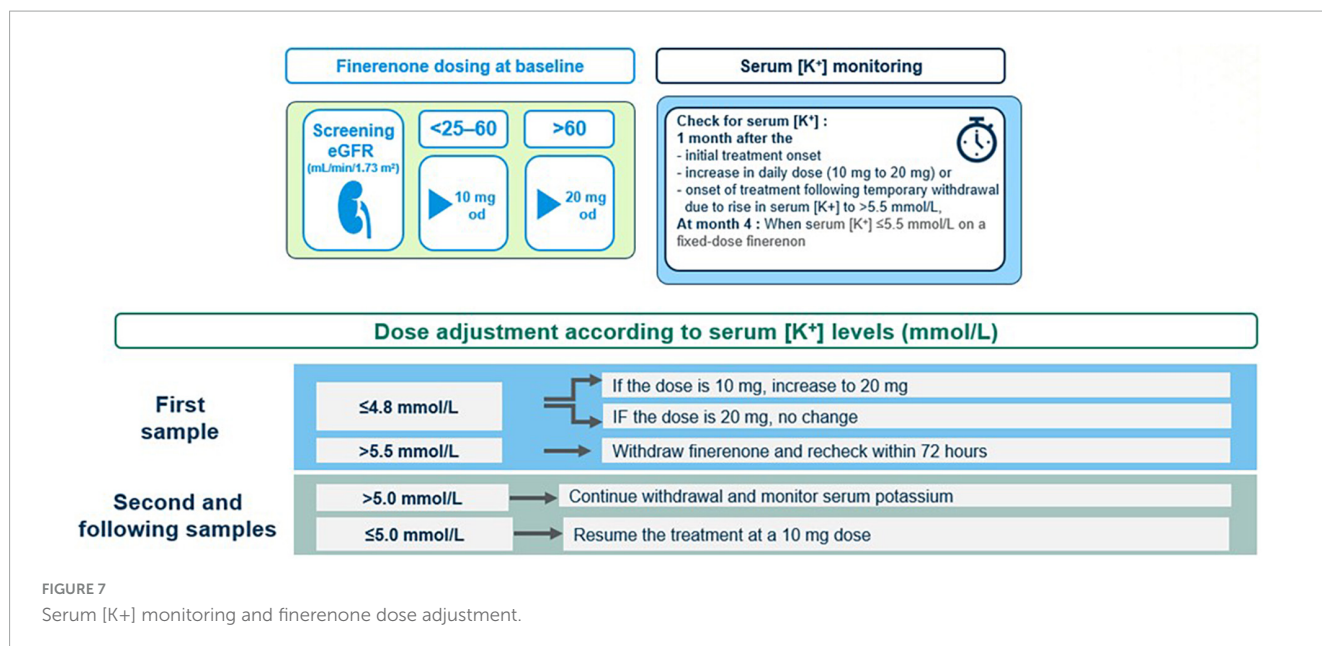 Finerenone dosing at baseline
Serum [K⁺] monitoring
Screening
eGFR
(mL/min/1.73 m²)
<25–60
>60
10 mg
od
20 mg
od
Check for serum [K⁺] :
1 month after the
- initial treatment onset
- increase in daily dose (10 mg to 20 mg) or
- onset of treatment following temporary withdrawal
due to rise in serum [K+] to >5.5 mmol/L,
At month 4 : When serum [K⁺] ≤5.5 mmol/L on a
fixed-dose finerenon
Dose adjustment according to serum [K⁺] levels (mmol/L)
First
sample
≤4.8 mmol/L
If the dose is 10 mg, increase to 20 mg
IF the dose is 20 mg, no change
>5.5 mmol/L
Withdraw finerenone and recheck within 72 hours
Second and
following samples
>5.0 mmol/L
Continue withdrawal and monitor serum potassium
≤5.0 mmol/L
Resume the treatment at a 10 mg dose
FIGURE 7
Serum [K+] monitoring and finerenone dose adjustment.